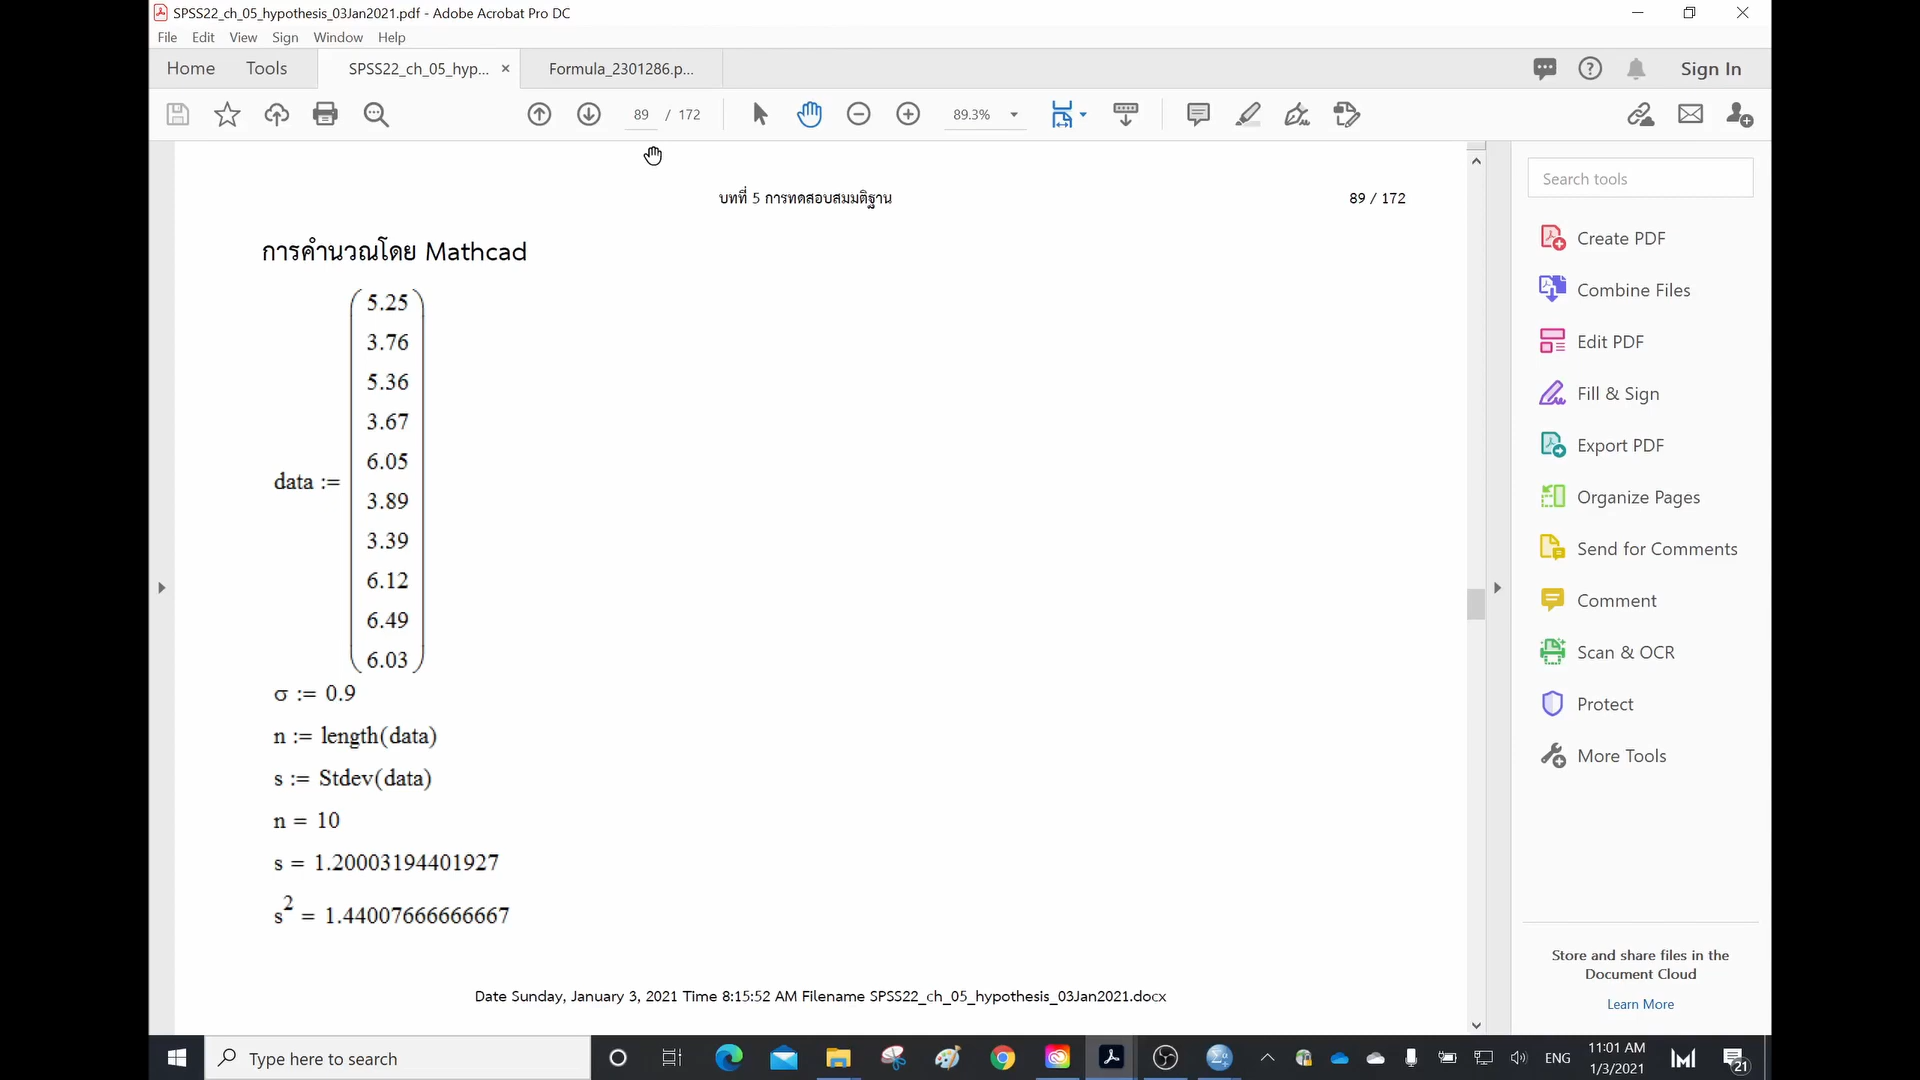 SPSS22_ch_05_hypothesis_03Jan2021.pdf - Adobe Acrobat Pro DC
File Edit View Sign Window Help
Home Tools SPSS22_ch_05_hyp... × Formula_2301286.p... Sign In
89 / 172 89.3%
บทที่ 5 การทดสอบสมมติฐาน 89 / 172
การคำนวณโดย Mathcad
5.25
3.76
5.36
3.67
6.05
data :=
3.89
3.39
6.12
6.49
6.03
σ := 0.9
n := length(data)
s := Stdev(data)
n = 10
s = 1.20003194401927
s² = 1.44007666666667
Date Sunday, January 3, 2021 Time 8:15:52 AM Filename SPSS22_ch_05_hypothesis_03Jan2021.docx
Search tools
Create PDF
Combine Files
Edit PDF
Fill & Sign
Export PDF
Organize Pages
Send for Comments
Comment
Scan & OCR
Protect
More Tools
Store and share files in the
Document Cloud
Learn More
Type here to search
ENG
11:01 AM
1/3/2021
21